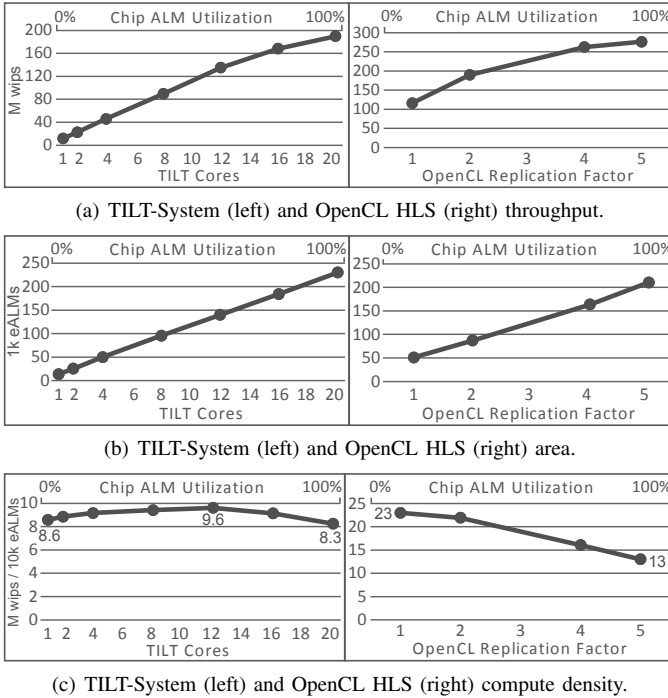 0% Chip ALM Utilization 100%
200
160
120
80
40
0
M wips
1 2 4 6 8 10 12 14 16 18 20
TILT Cores
0% Chip ALM Utilization 100%
300
250
200
150
100
50
0
1 2 3 4 5
OpenCL Replication Factor
(a) TILT-System (left) and OpenCL HLS (right) throughput.
0% Chip ALM Utilization 100%
250
200
150
100
50
0
1k eALMs
1 2 4 6 8 10 12 14 16 18 20
TILT Cores
0% Chip ALM Utilization 100%
250
200
150
100
50
0
1 2 3 4 5
OpenCL Replication Factor
(b) TILT-System (left) and OpenCL HLS (right) area.
0% Chip ALM Utilization 100%
10
8
6
4
2
0
M wips / 10k eALMs
8.6
9.6
8.3
1 2 4 6 8 10 12 14 16 18 20
TILT Cores
0% Chip ALM Utilization 100%
25
20
15
10
5
0
23
13
1 2 3 4 5
OpenCL Replication Factor
(c) TILT-System (left) and OpenCL HLS (right) compute density.